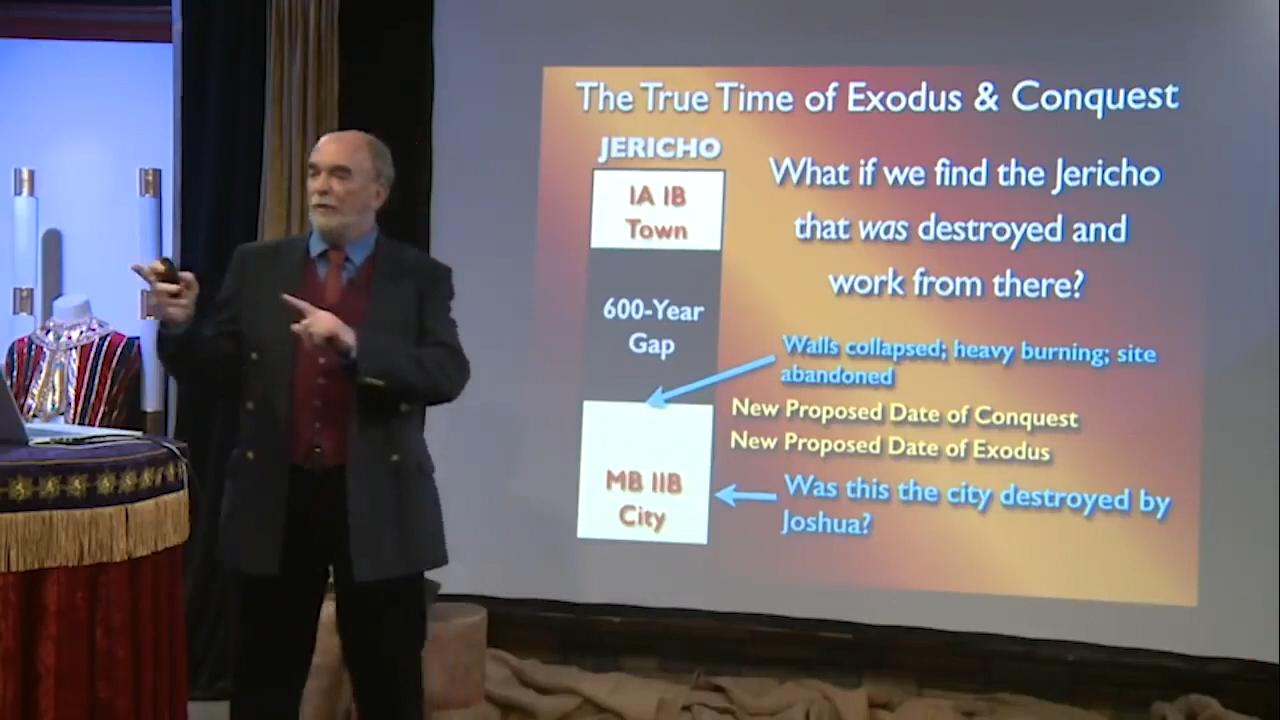 The True Time of Exodus & Conquest
JERICHO
IA IB
Town
600-Year
Gap
MB IIB
City
What if we find the Jericho
that was destroyed and
work from there?
Walls collapsed; heavy burning; site
abandoned
New Proposed Date of Conquest
New Proposed Date of Exodus
Was this the city destroyed by
Joshua?